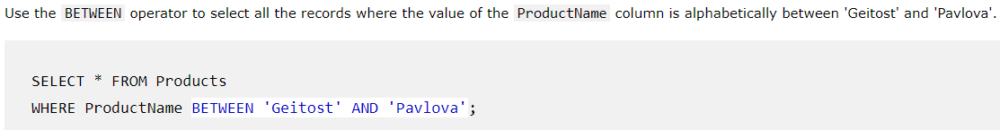 Use the BETWEEN operator to select all the records where the value of the ProductName column is alphabetically between 'Geitost' and 'Pavlova'.
SELECT * FROM Products
WHERE ProductName BETWEEN 'Geitost' AND 'Pavlova';